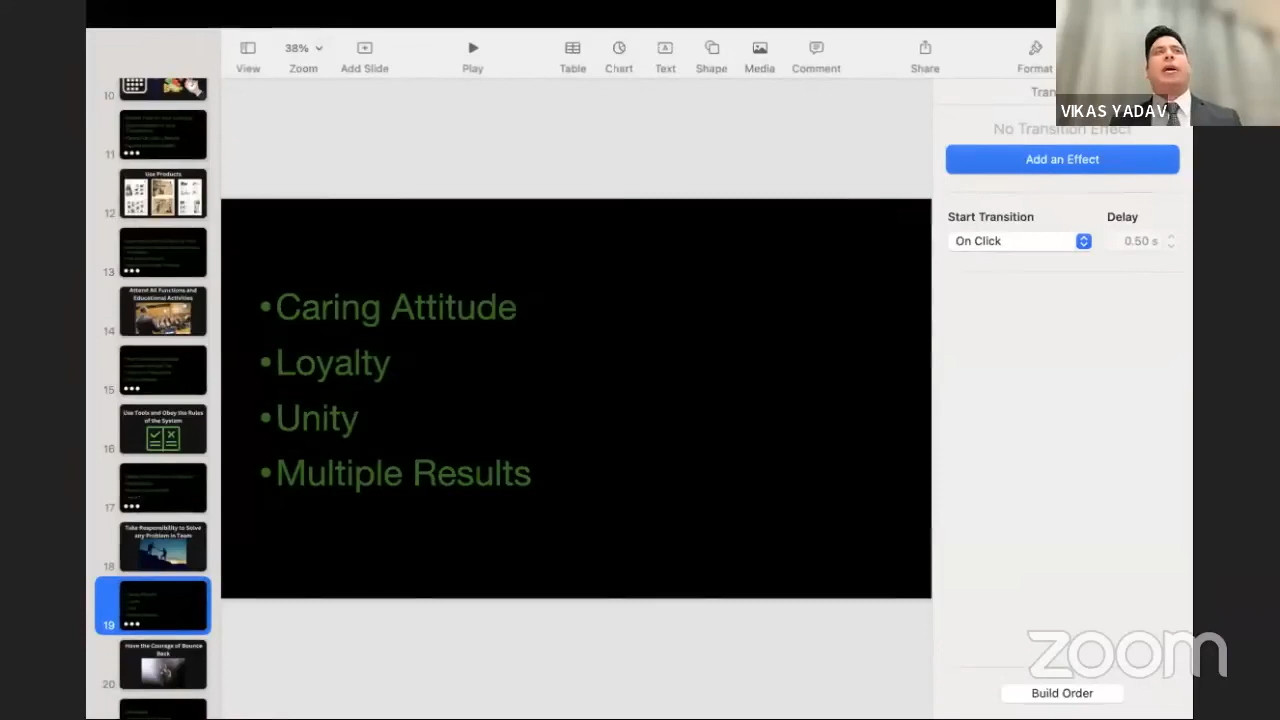 View
38%
Zoom
Add Slide
Play
Table
Chart
Text
Shape
Media
Comment
Share
Format
VIKAS YADAV
No Transition Effect
Add an Effect
Start Transition
Delay
On Click
0.50 s
• Caring Attitude
• Loyalty
• Unity
• Multiple Results
10
11
Use Products
12
13
Attend All Functions and
Educational Activities
14
15
Use Tools and Obey the Rules
of the System
16
17
Take Responsibility to Solve
any Problem in Team
18
19
Have the Courage of Bounce
Back
20
zoom
Build Order